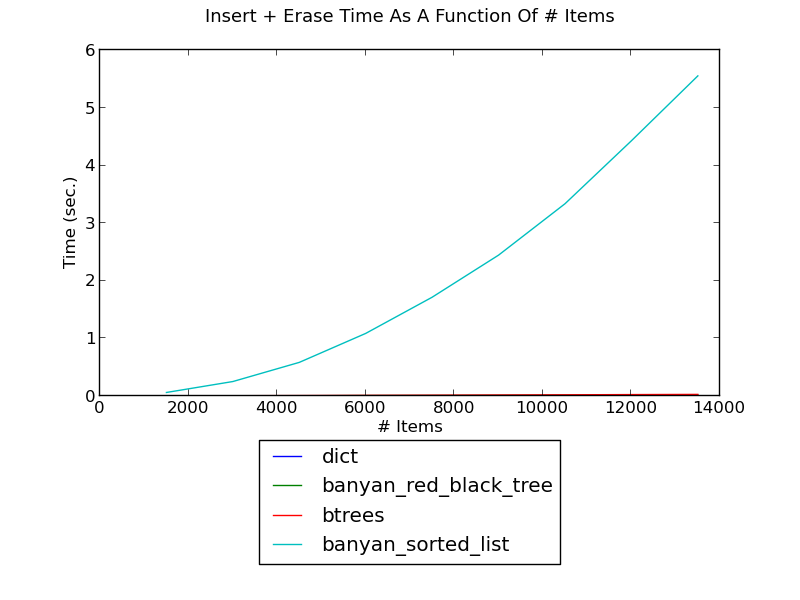 Insert + Erase Time As A Function Of # Items
6
5
4
3
2
1
0
Time (sec.)
0 2000 4000 6000 8000 10000 12000 14000
# Items
dict
banyan_red_black_tree
btrees
banyan_sorted_list